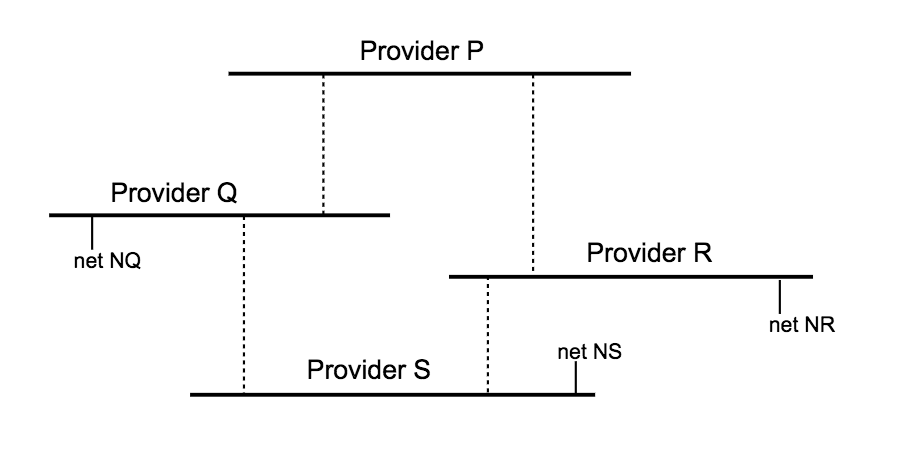 Provider P
Provider Q
net NQ
Provider R
net NR
net NS
Provider S